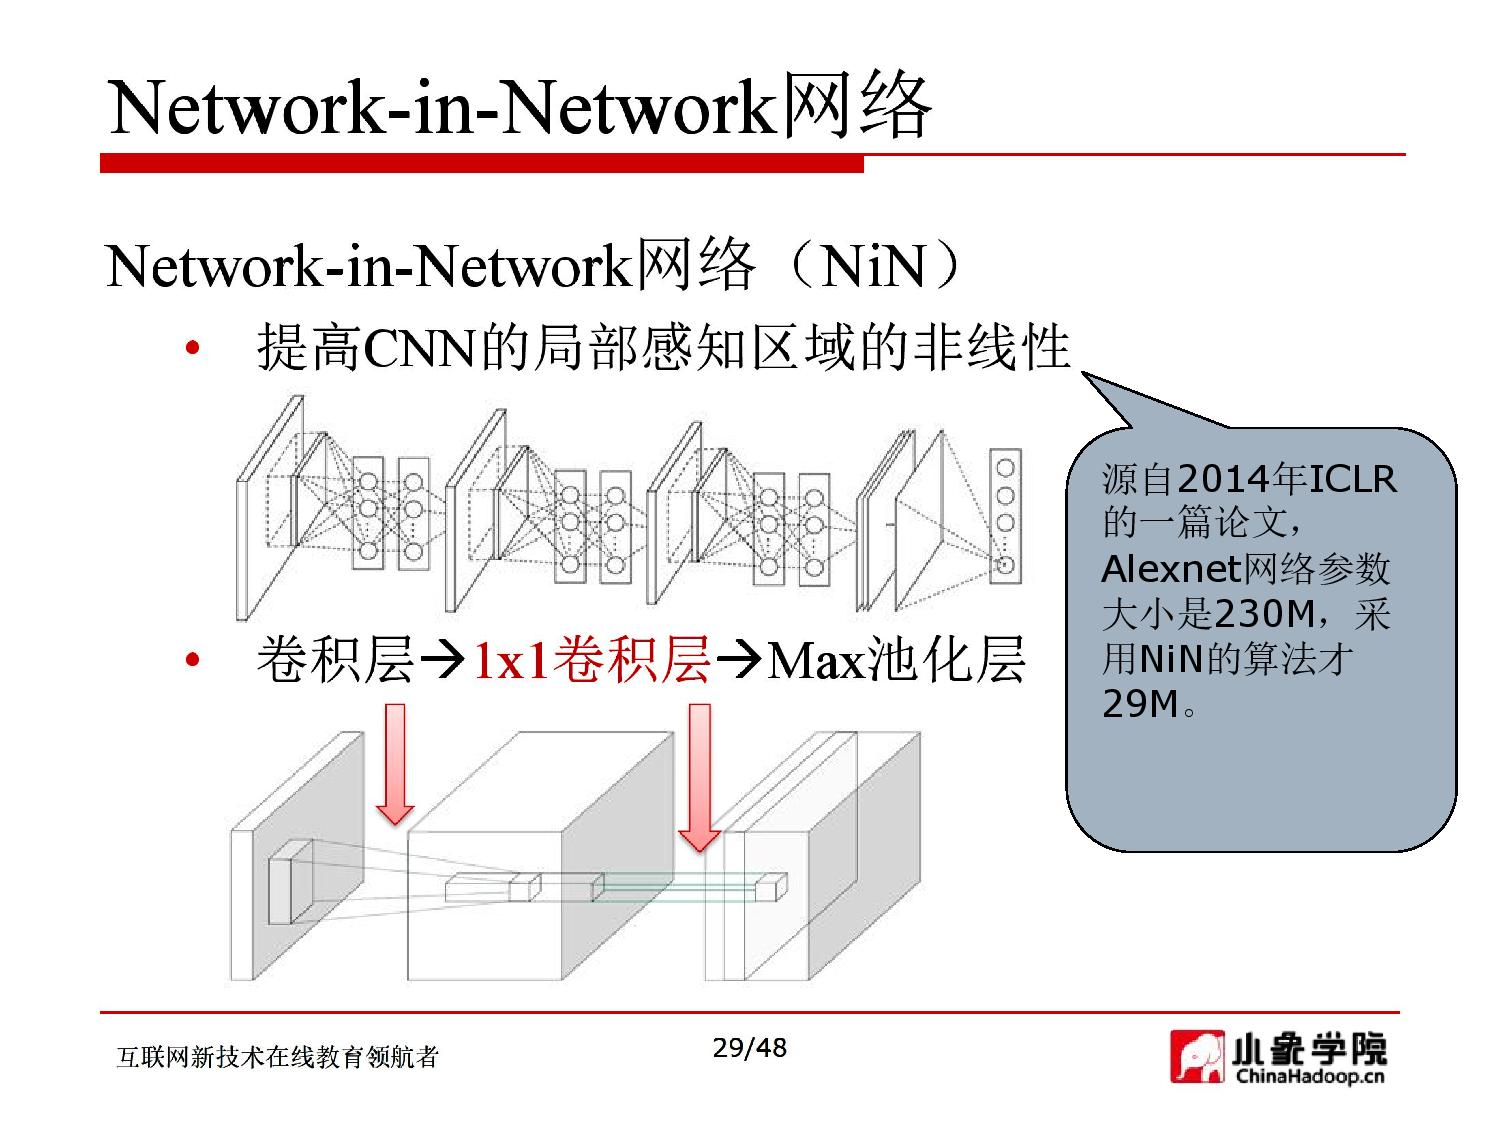 Network-in-Network网络
Network-in-Network网络（NiN）
• 提高CNN的局部感知区域的非线性
源自2014年ICLR
的一篇论文，
Alexnet网络参数
大小是230M，采
用NiN的算法才
29M。
• 卷积层→1x1卷积层→Max池化层
互联网新技术在线教育领航者
29/48
小象学院
ChinaHadoop.cn